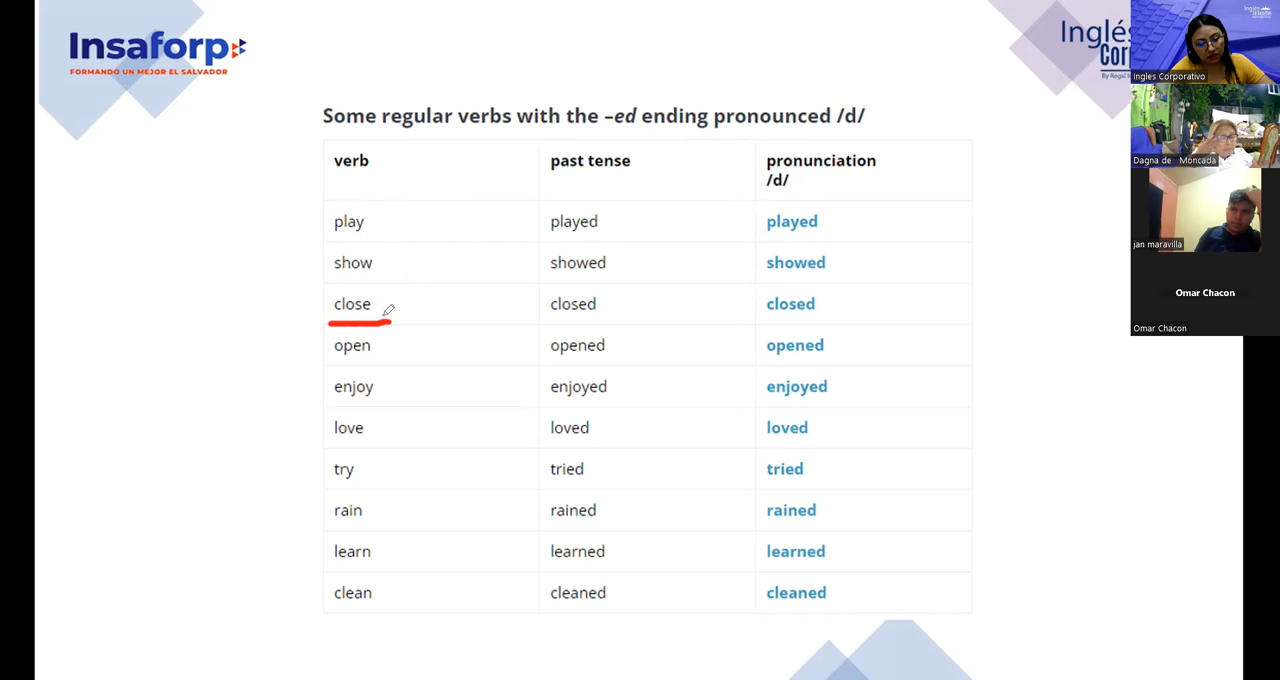 Insaforp
FORMANDO UN MEJOR EL SALVADOR
Inglés
By Regal
Some regular verbs with the –ed ending pronounced /d/
verb past tense pronunciation
/d/
play played played
show showed showed
close closed closed
open opened opened
enjoy enjoyed enjoyed
love loved loved
try tried tried
rain rained rained
learn learned learned
clean cleaned cleaned
Ingles Corporativo
Dagna de Moncada
jan maravilla
Omar Chacon
Omar Chacon